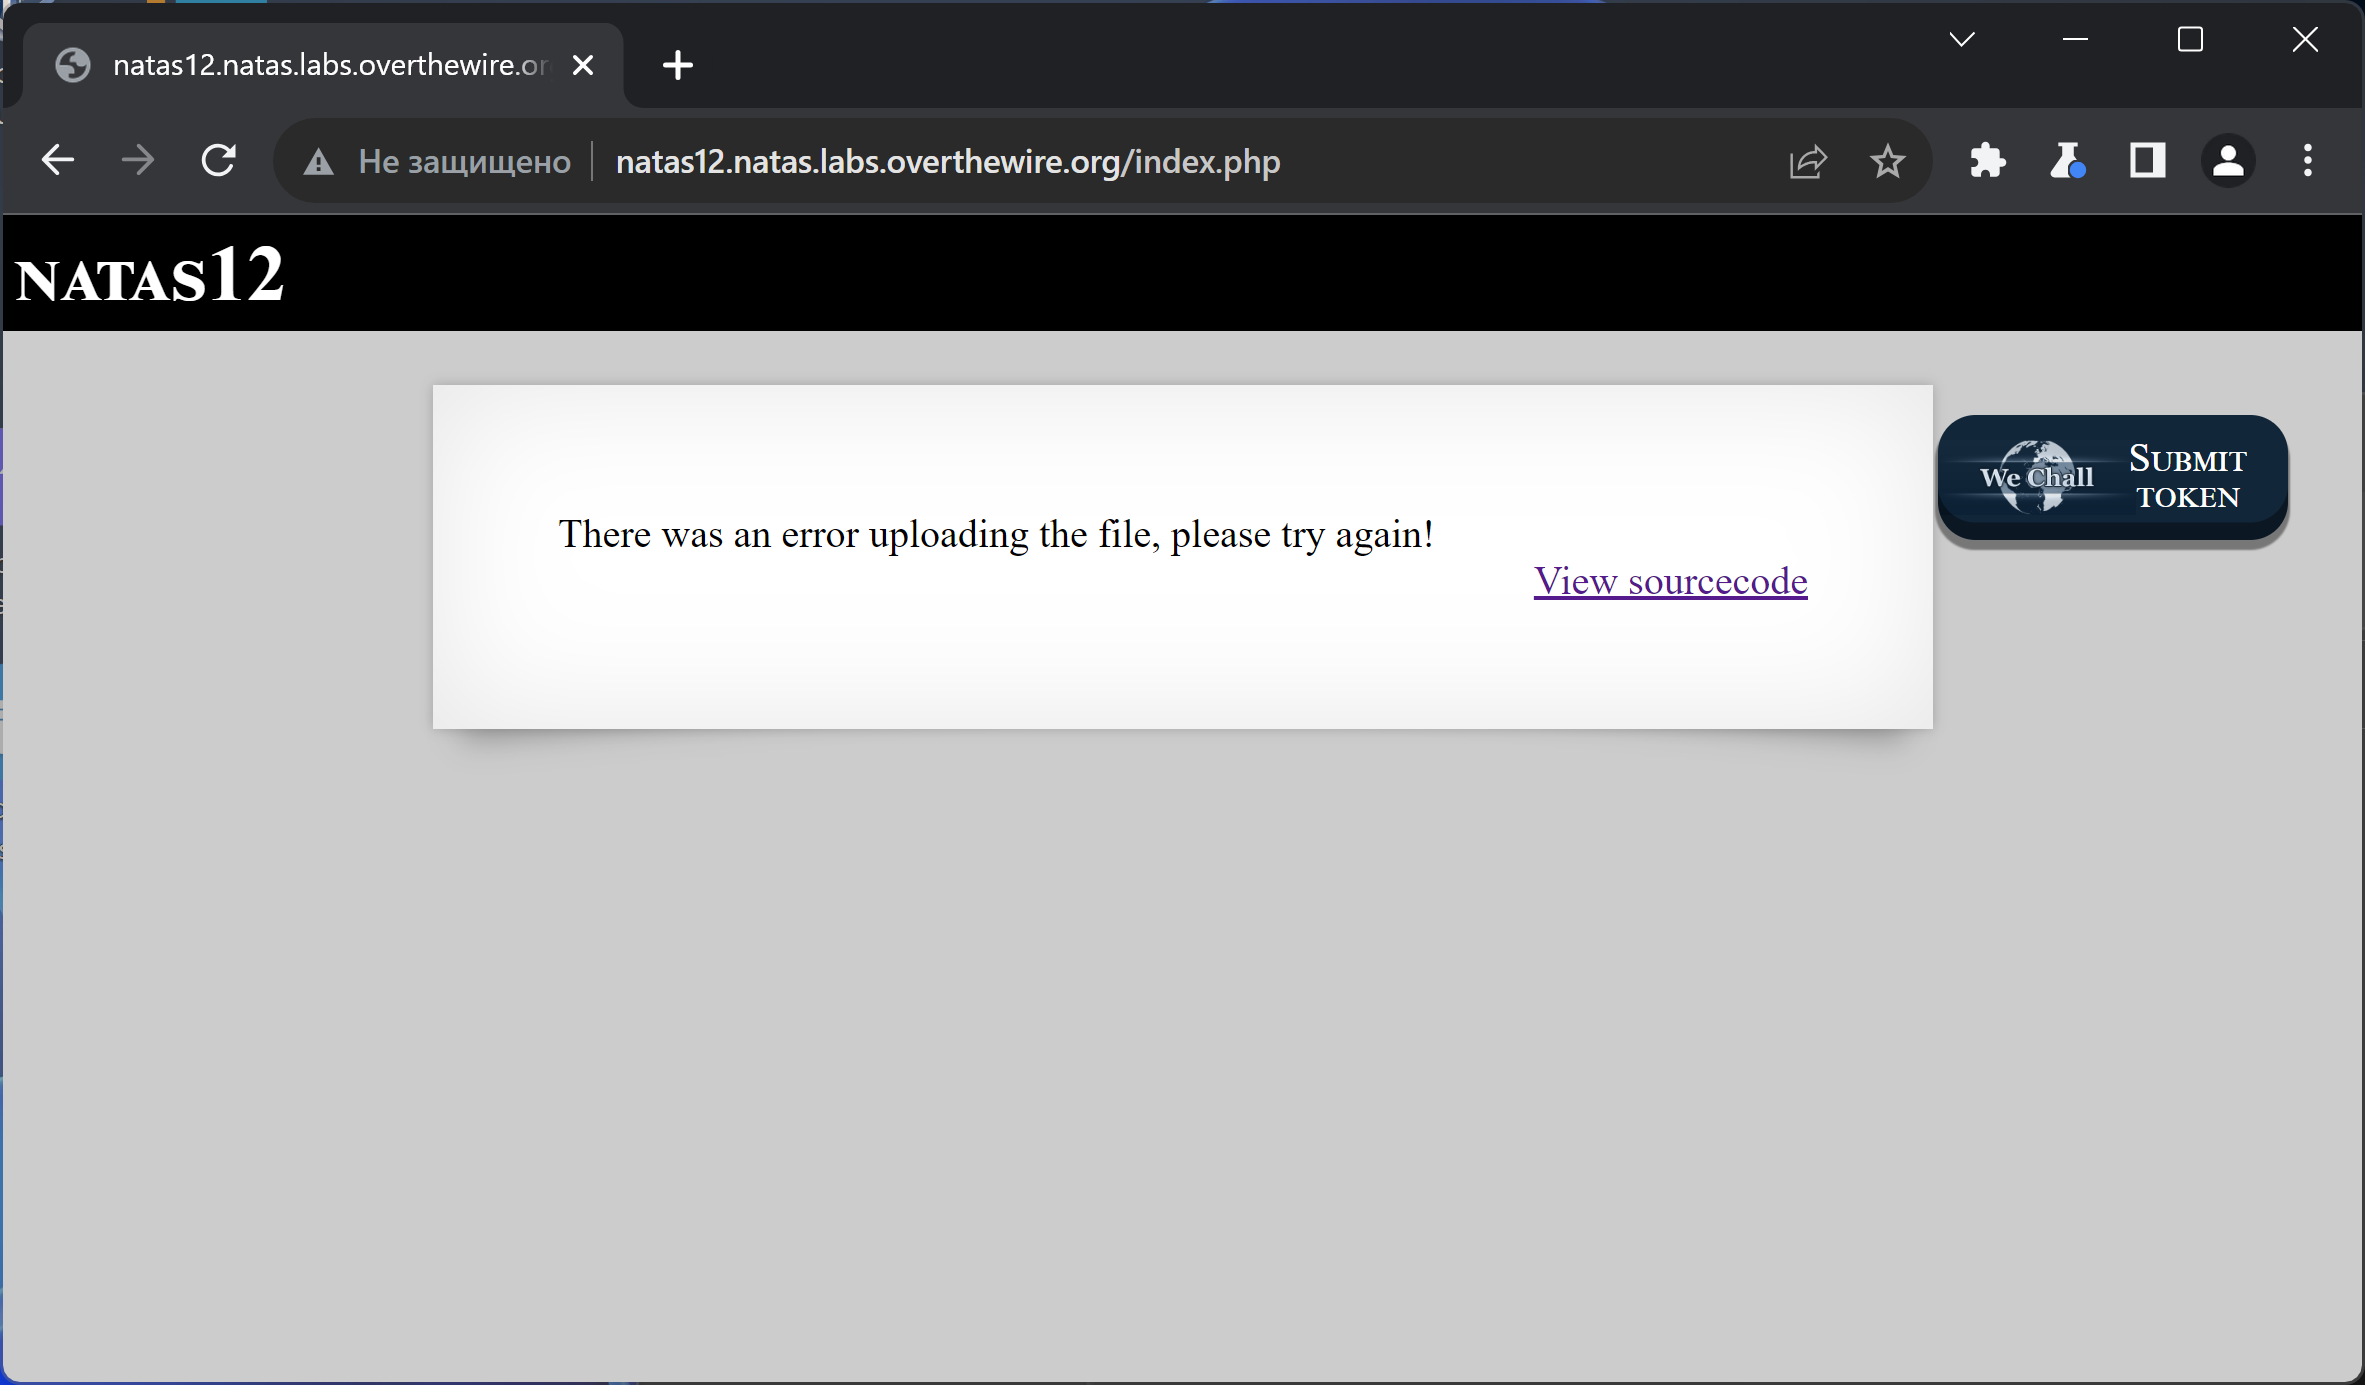 natas12.natas.labs.overthewire.or
Не защищено
natas12.natas.labs.overthewire.org/index.php
NATAS12
There was an error uploading the file, please try again!
View sourcecode
We Chall
SUBMIT
TOKEN